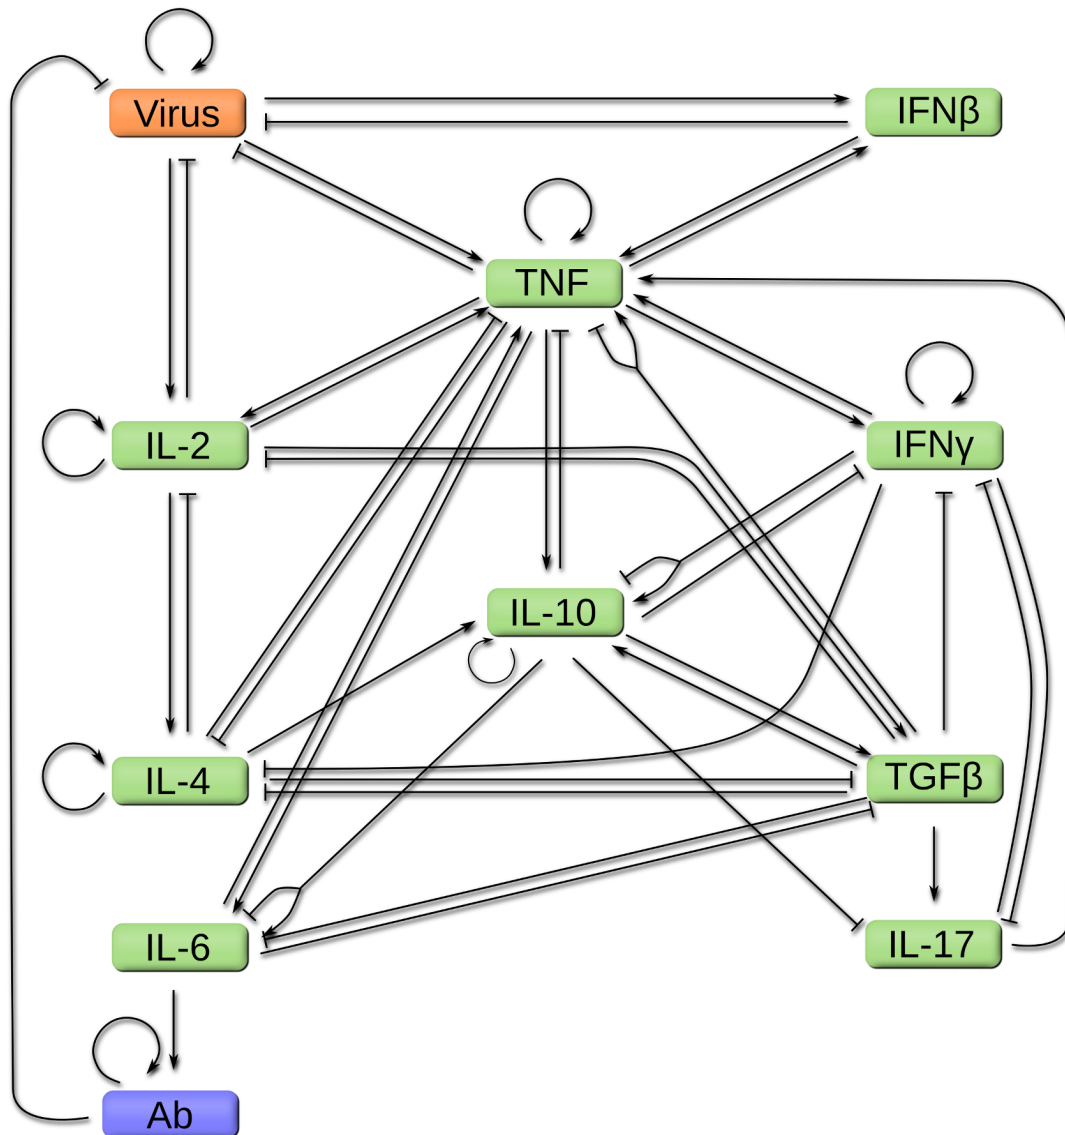 Virus
IFNβ
TNF
IL-2
IFNγ
IL-10
IL-4
TGFβ
IL-6
IL-17
Ab